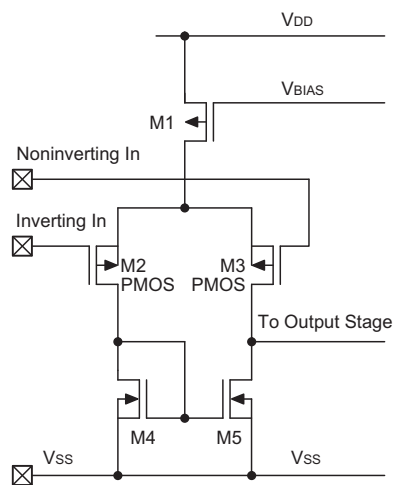 VDD
VBIAS
M1
Noninverting In
Inverting In
M2
PMOS
M3
PMOS
To Output Stage
M4
M5
VSS
VSS